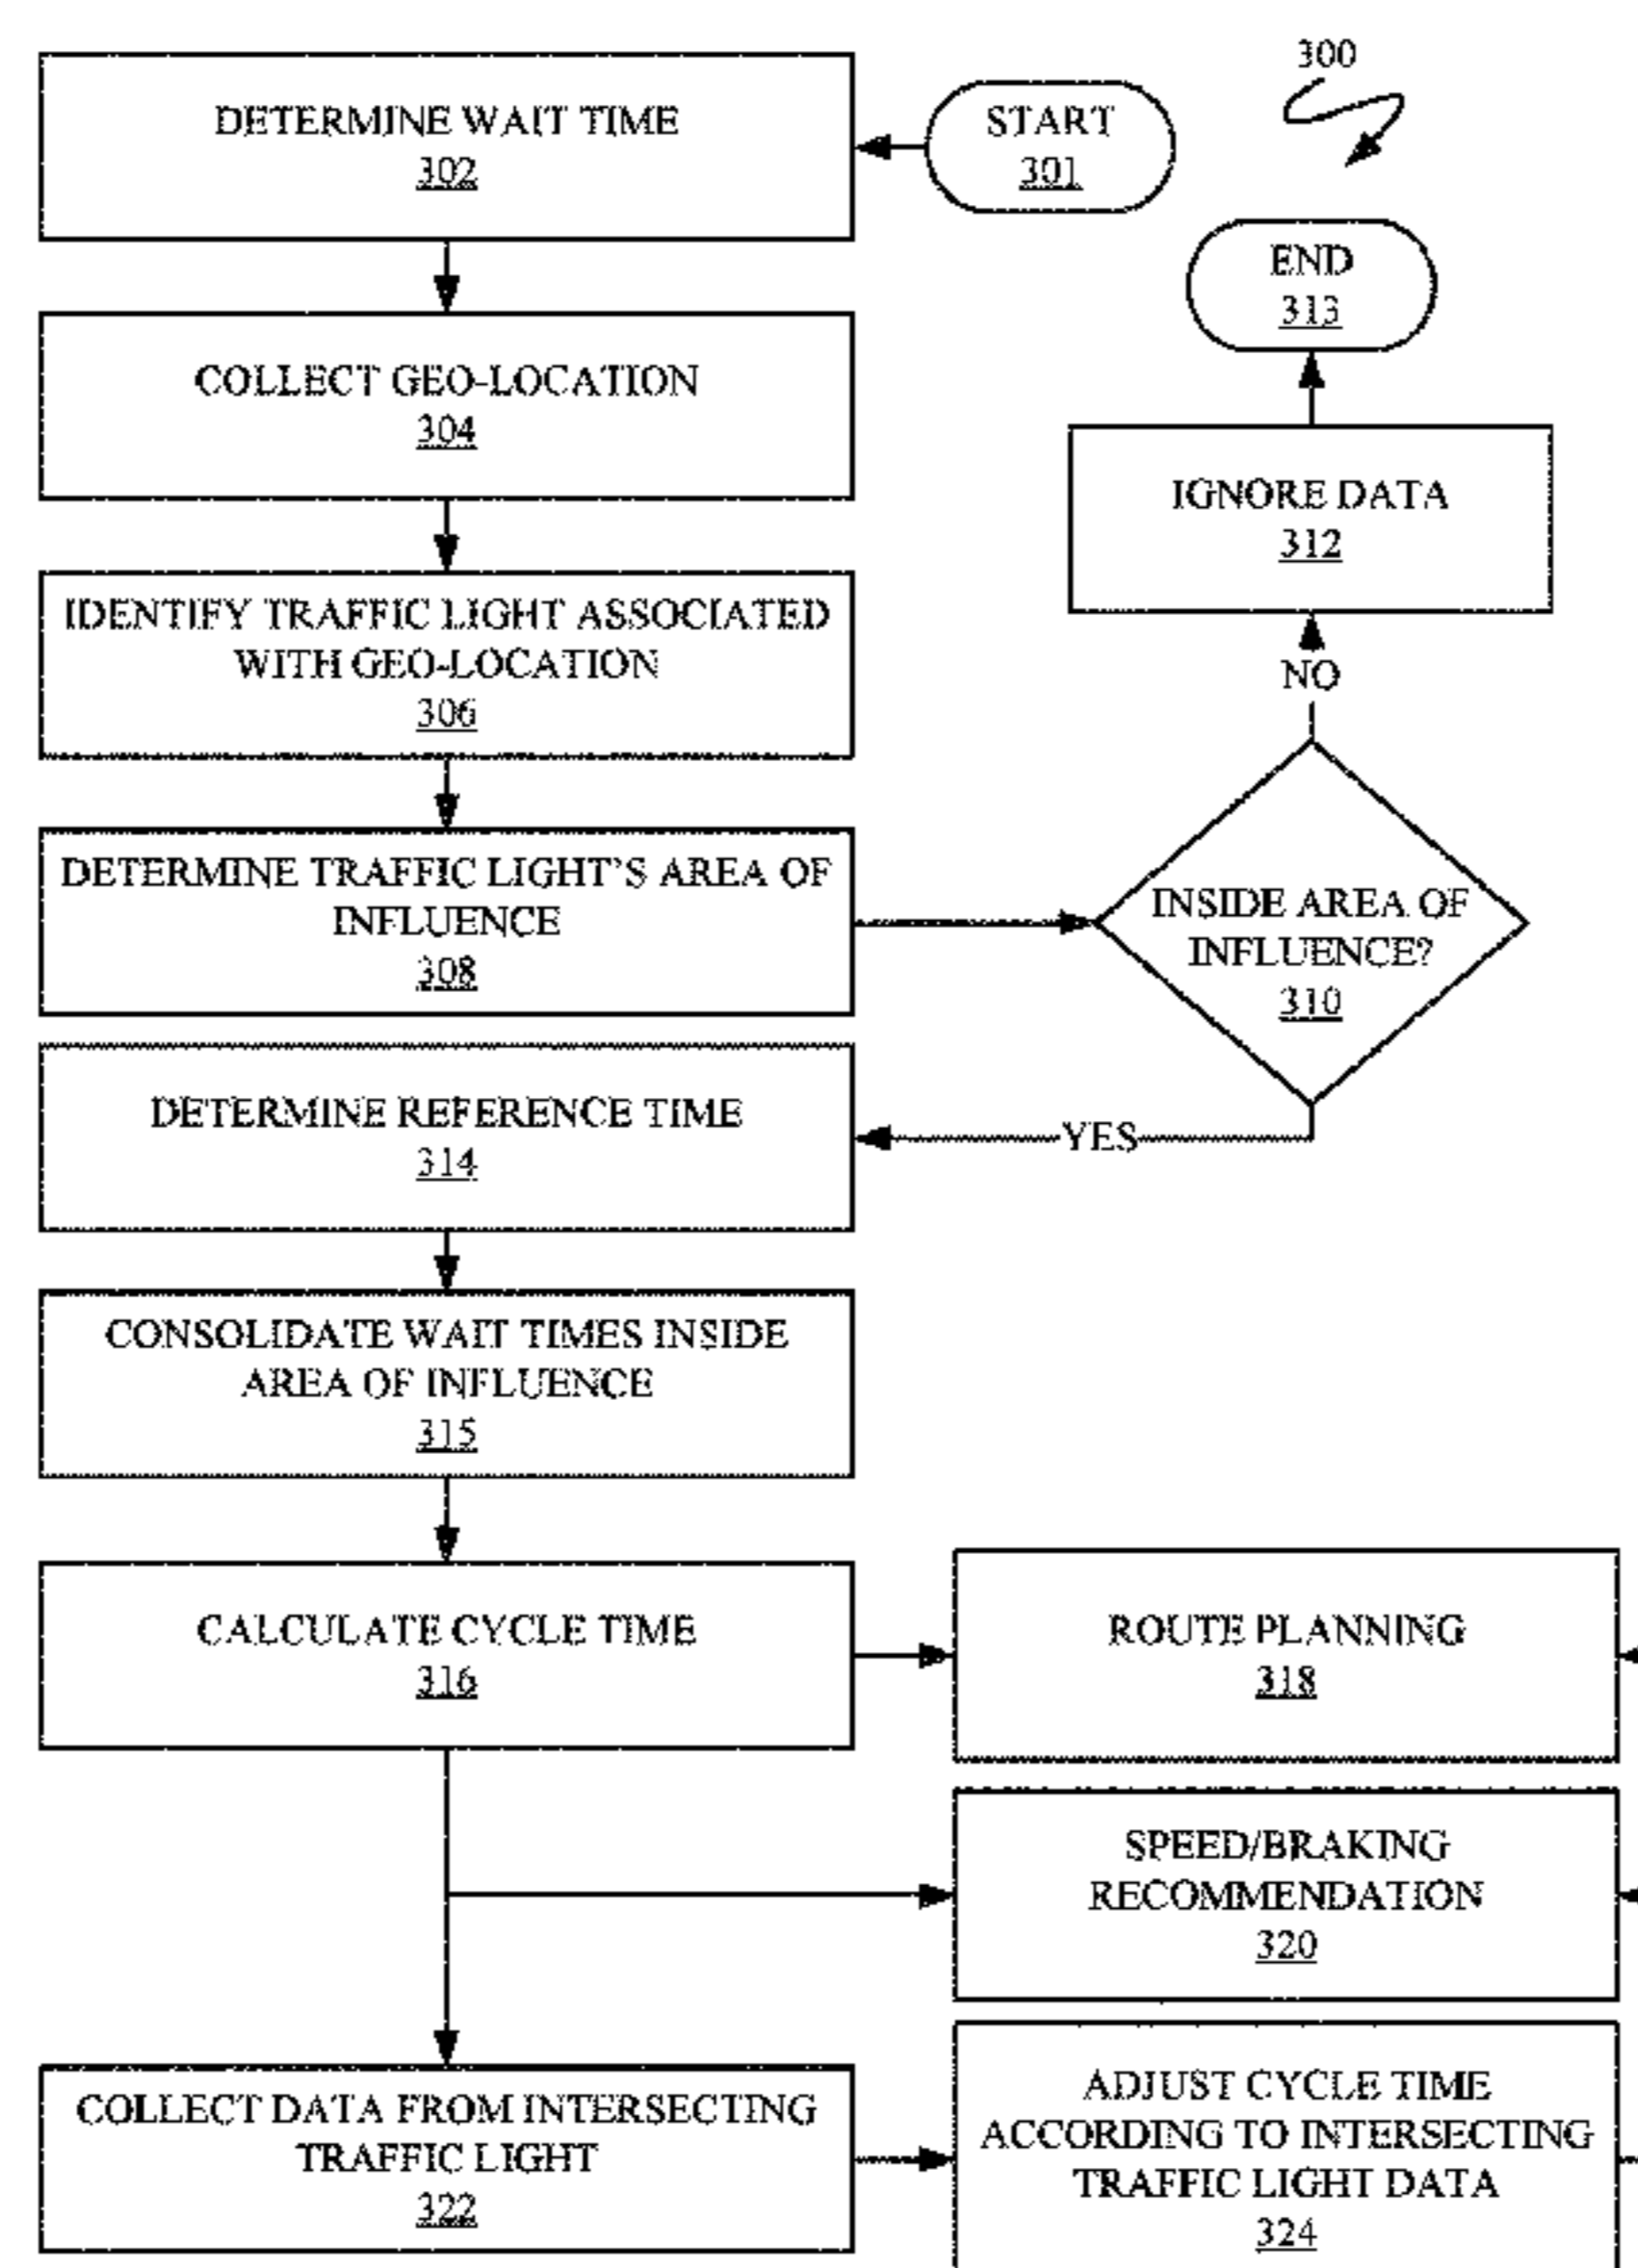 300
START
301
DETERMINE WAIT TIME
302
COLLECT GEO-LOCATION
304
IDENTIFY TRAFFIC LIGHT ASSOCIATED
WITH GEO-LOCATION
306
DETERMINE TRAFFIC LIGHT'S AREA OF
INFLUENCE
308
INSIDE AREA OF
INFLUENCE?
310
NO
IGNORE DATA
312
END
313
YES
DETERMINE REFERENCE TIME
314
CONSOLIDATE WAIT TIMES INSIDE
AREA OF INFLUENCE
315
CALCULATE CYCLE TIME
316
ROUTE PLANNING
318
SPEED/BRAKING
RECOMMENDATION
320
COLLECT DATA FROM INTERSECTING
TRAFFIC LIGHT
322
ADJUST CYCLE TIME
ACCORDING TO INTERSECTING
TRAFFIC LIGHT DATA
324